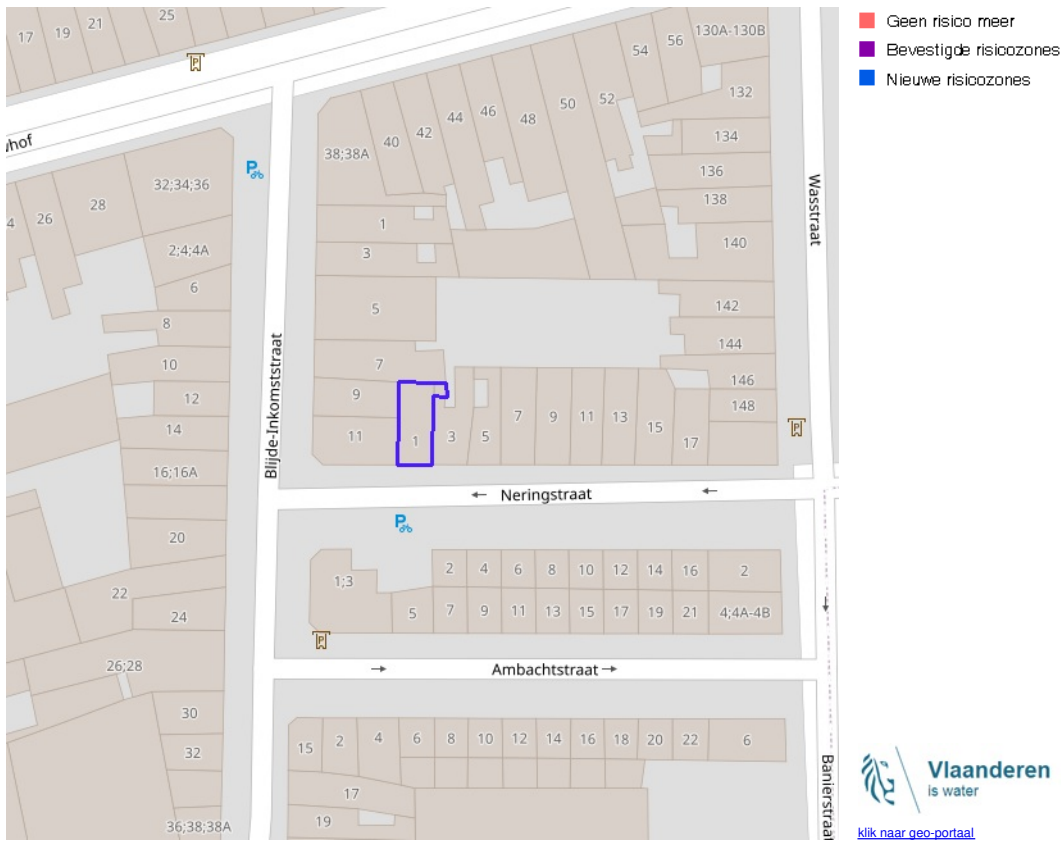 Geen risico meer
Bevestigde risicozones
Nieuwe risicozones
17 19 21 25
P
54 56 130A-130B
44 46 48 50 52 132
38;38A 40 42 134
136
138
140
whof
P
32;34;36
4 26 28
2;4;4A
6
8
10
12
14
16;16A
20
22
24
26;28
30
32
36;38;38A
Blijde-Inkomststraat
Wasstraat
1
3
5
7
9
11
142
144
146
148
1 3 5 7 9 11 13 15 17
P
← Neringstraat ←
P
1;3 2 4 6 8 10 12 14 16 2
5 7 9 11 13 15 17 19 21 4;4A-4B
P
→ Ambachtstraat →
15 2 4 6 8 10 12 14 16 18 20 22 6
17
19
Banierstraat
Vlaanderen
is water
klik naar geo-portaal